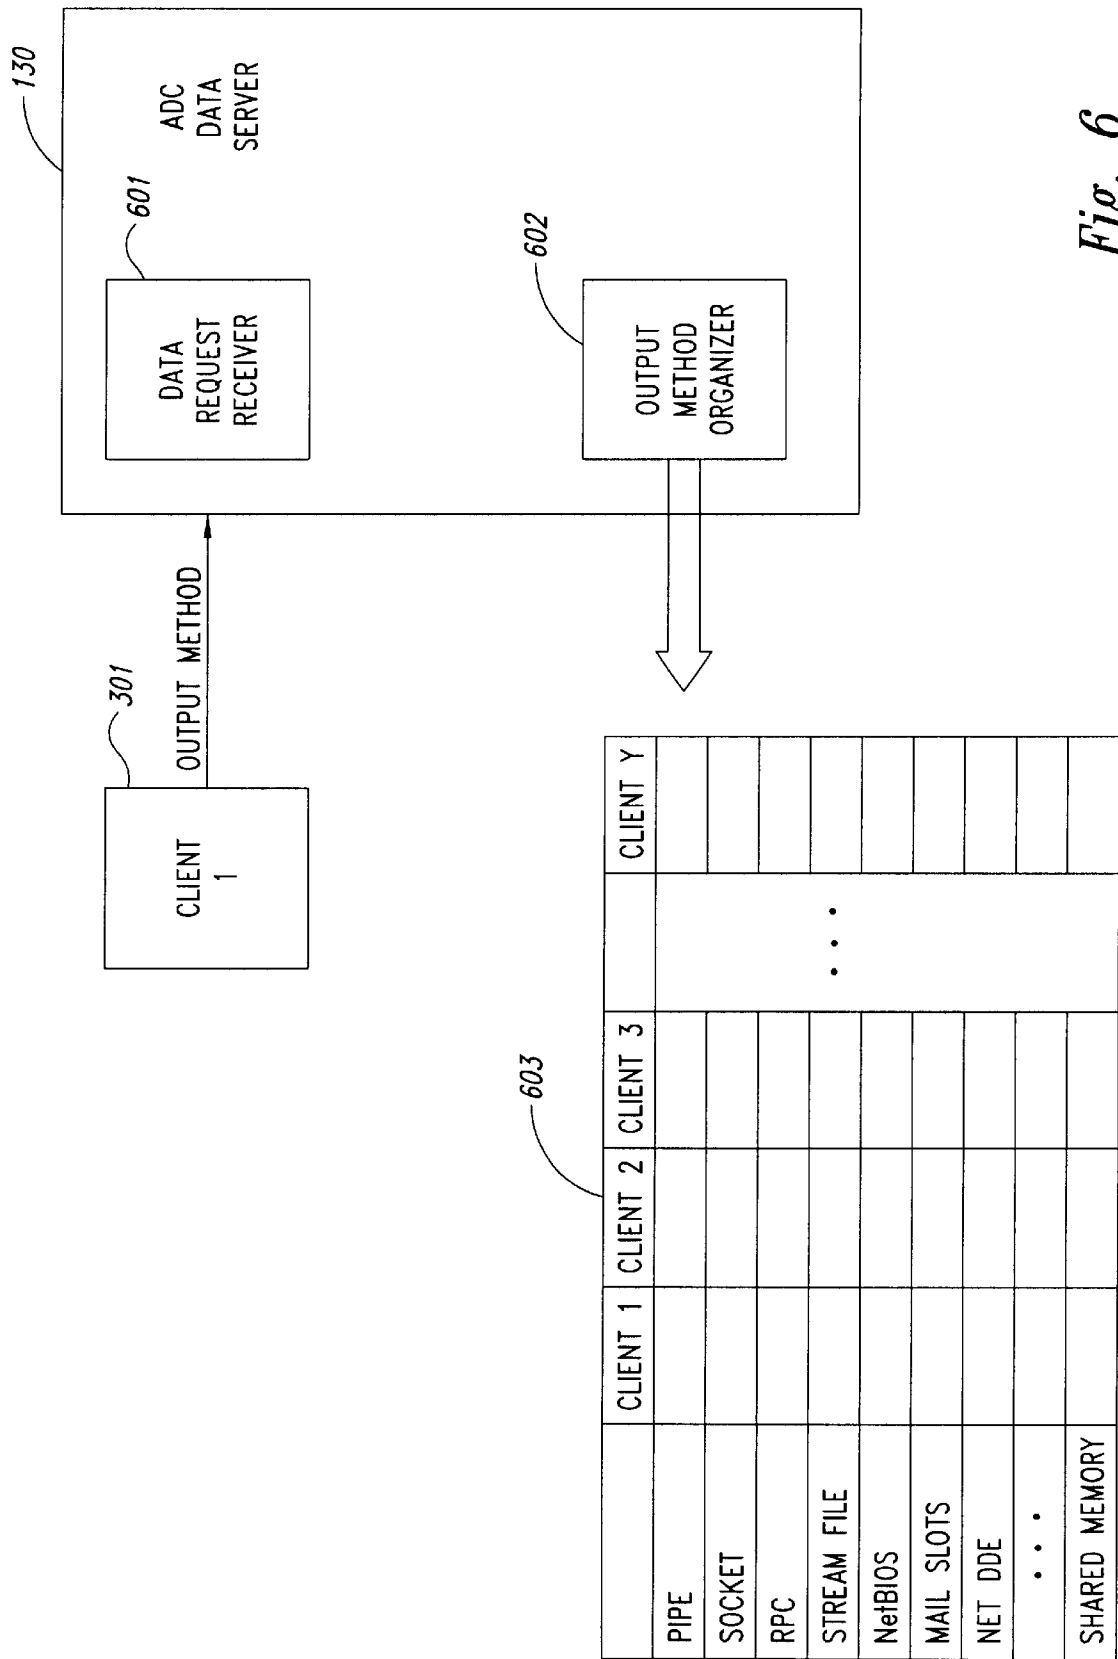 130
ADC
DATA
SERVER
601
DATA
REQUEST
RECEIVER
602
OUTPUT
METHOD
ORGANIZER
301
CLIENT
1
OUTPUT METHOD
603
CLIENT 1 CLIENT 2 CLIENT 3 CLIENT Y
PIPE
SOCKET
RPC
STREAM FILE
NetBIOS
MAIL SLOTS
NET DDE
• • •
SHARED MEMORY
• • •
Fig. 6